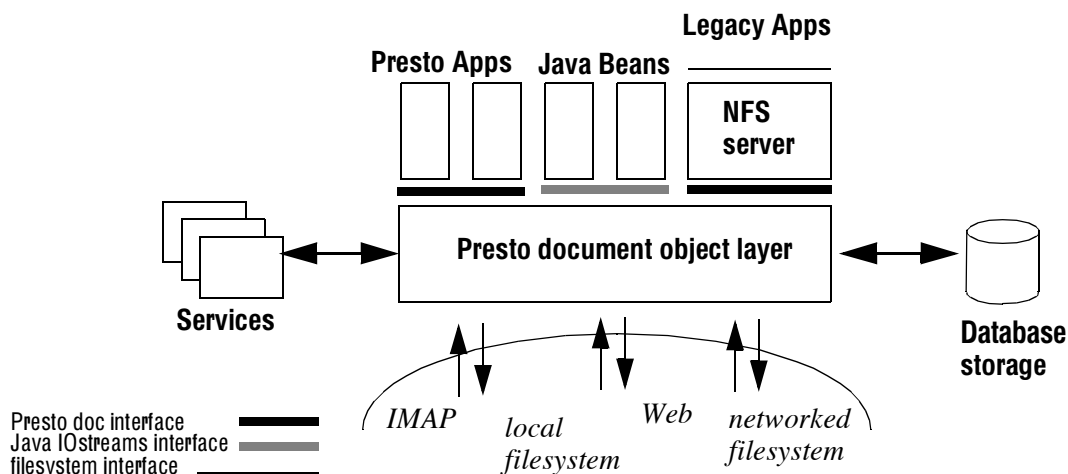 Legacy Apps
Presto Apps
Java Beans
NFS
server
Presto document object layer
Services
Database
storage
IMAP
local
filesystem
Web
networked
filesystem
Presto doc interface
Java IOstreams interface
filesystem interface